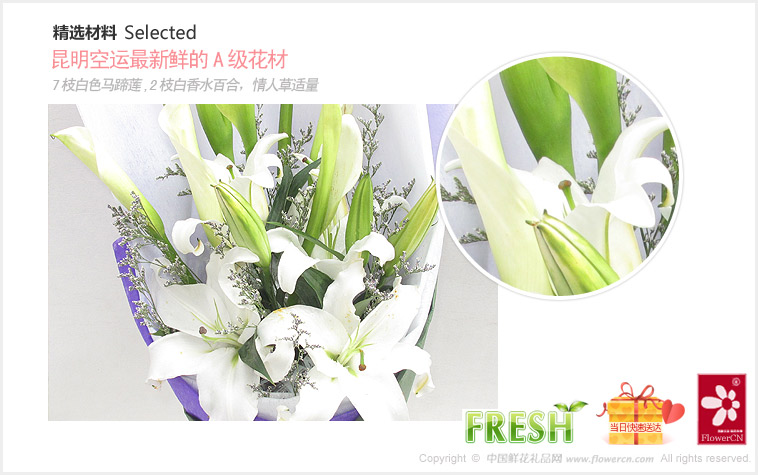 精选材料 Selected
昆明空运最新鲜的 A 级花材
7 枝白色马蹄莲 , 2 枝白香水百合，情人草适量
FRESH
当日快速送达
FlowerCN
Copyright © 中国鲜花礼品网 www.flowercn.com All rights reserved.